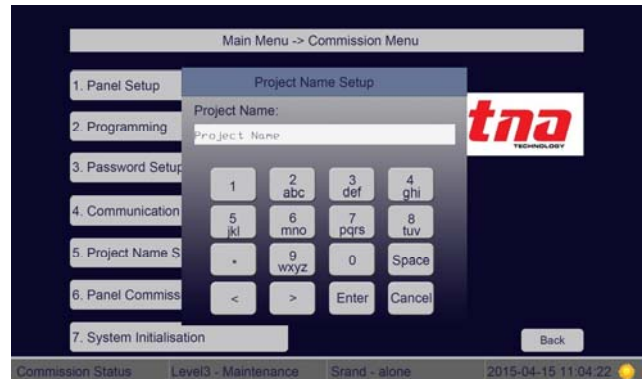 Main Menu -> Commission Menu
1. Panel Setup
2. Programming
3. Password Setup
4. Communication
5. Project Name S
6. Panel Commiss
7. System Initialisation
Project Name Setup
Project Name:
Project Name
1
2
abc
3
def
4
ghi
5
jkl
6
mno
7
pqrs
8
tuv
*
9
wxyz
0
Space
<
>
Enter
Cancel
tna
TECHNOLOGY
Back
Commission Status Level3 - Maintenance Srand - alone 2015-04-15 11:04:22